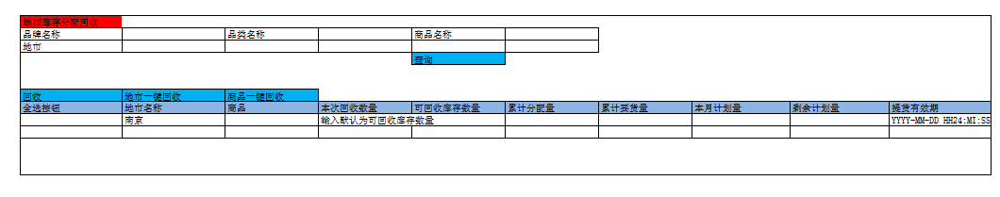 地市库存分配回收
品牌名称 品类名称 商品名称
地市
查询
回收 地市一键回收 商品一键回收
全选按钮 地市名称 商品 本次回收数量 可回收库存数量 累计分配量 累计要货量 本月计划量 剩余计划量 提货有效期
南京 输入默认为可回收库存数量 YYYY-MM-DD HH24:MI:SS